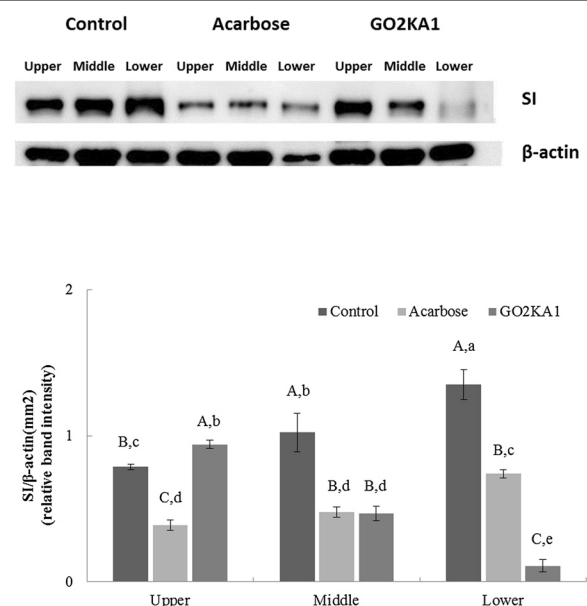 Control Acarbose GO2KA1
Upper Middle Lower Upper Middle Lower Upper Middle Lower
SI
β-actin
2
Control Acarbose GO2KA1
A,a
A,b
A,b
B,c
B,c
1
B,d B,d
C,d
C,e
0
SI/β-actin(mm2)
(relative band intensity)
Upper Middle Lower